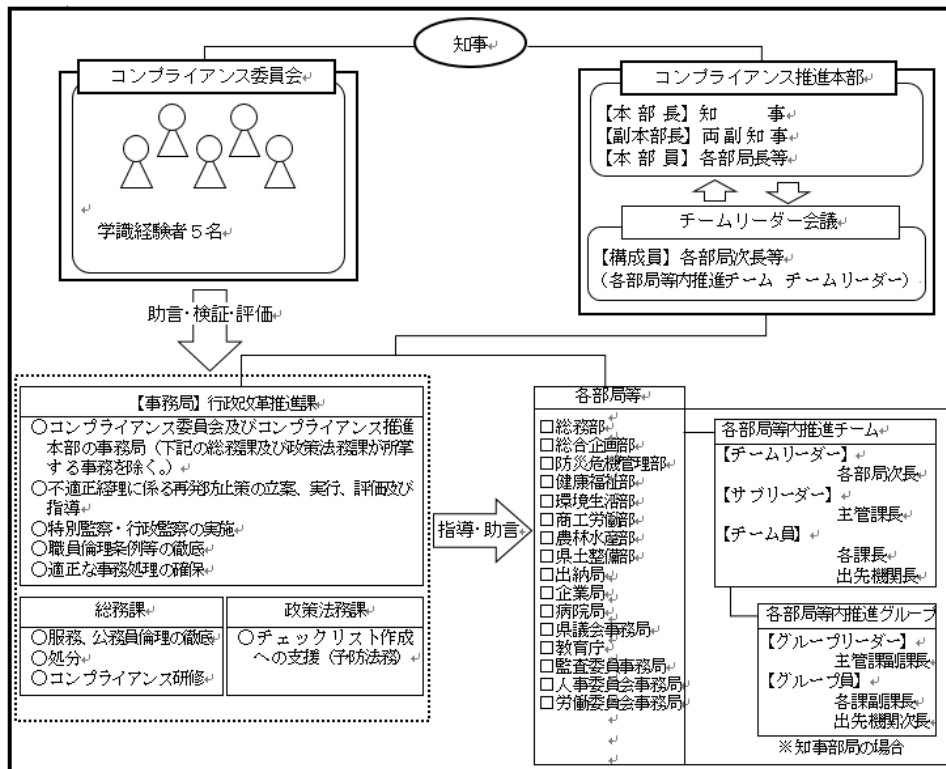 知事
コンプライアンス委員会
学識経験者5名
コンプライアンス推進本部
【本部長】知　　事
【副本部長】両副知事
【本部員】各部局長等
チームリーダー会議
【構成員】各部局次長等
(各部局等内推進チーム　チームリーダー)
助言・検証・評価
【事務局】行政改革推進課
○コンプライアンス委員会及びコンプライアンス推進
本部の事務局(下記の総務課及び政策法務課が所掌
する事務を除く。)
○不適正経理に係る再発防止策の立案、実行、評価及び
指導
○特別監察・行政監察の実施
○職員倫理条例等の徹底
○適正な事務処理の確保
総務課
○服務、公務員倫理の徹底
○処分
○コンプライアンス研修
政策法務課
○チェックリスト作成
への支援(予防法務)
指導・助言
各部局等
□総務部
□総合企画部
□防災危機管理部
□健康福祉部
□環境生活部
□商工労働部
□農林水産部
□県土整備部
□出納局
□企業局
□病院局
□県議会事務局
□教育庁
□監査委員事務局
□人事委員会事務局
□労働委員会事務局
各部局等内推進チーム
【チームリーダー】
各部局次長
【サブリーダー】
主管課長
【チーム員】
各課長
出先機関長
各部局等内推進グループ
【グループリーダー】
主管課副課長
【グループ員】
各課副課長
出先機関次長
※知事部局の場合